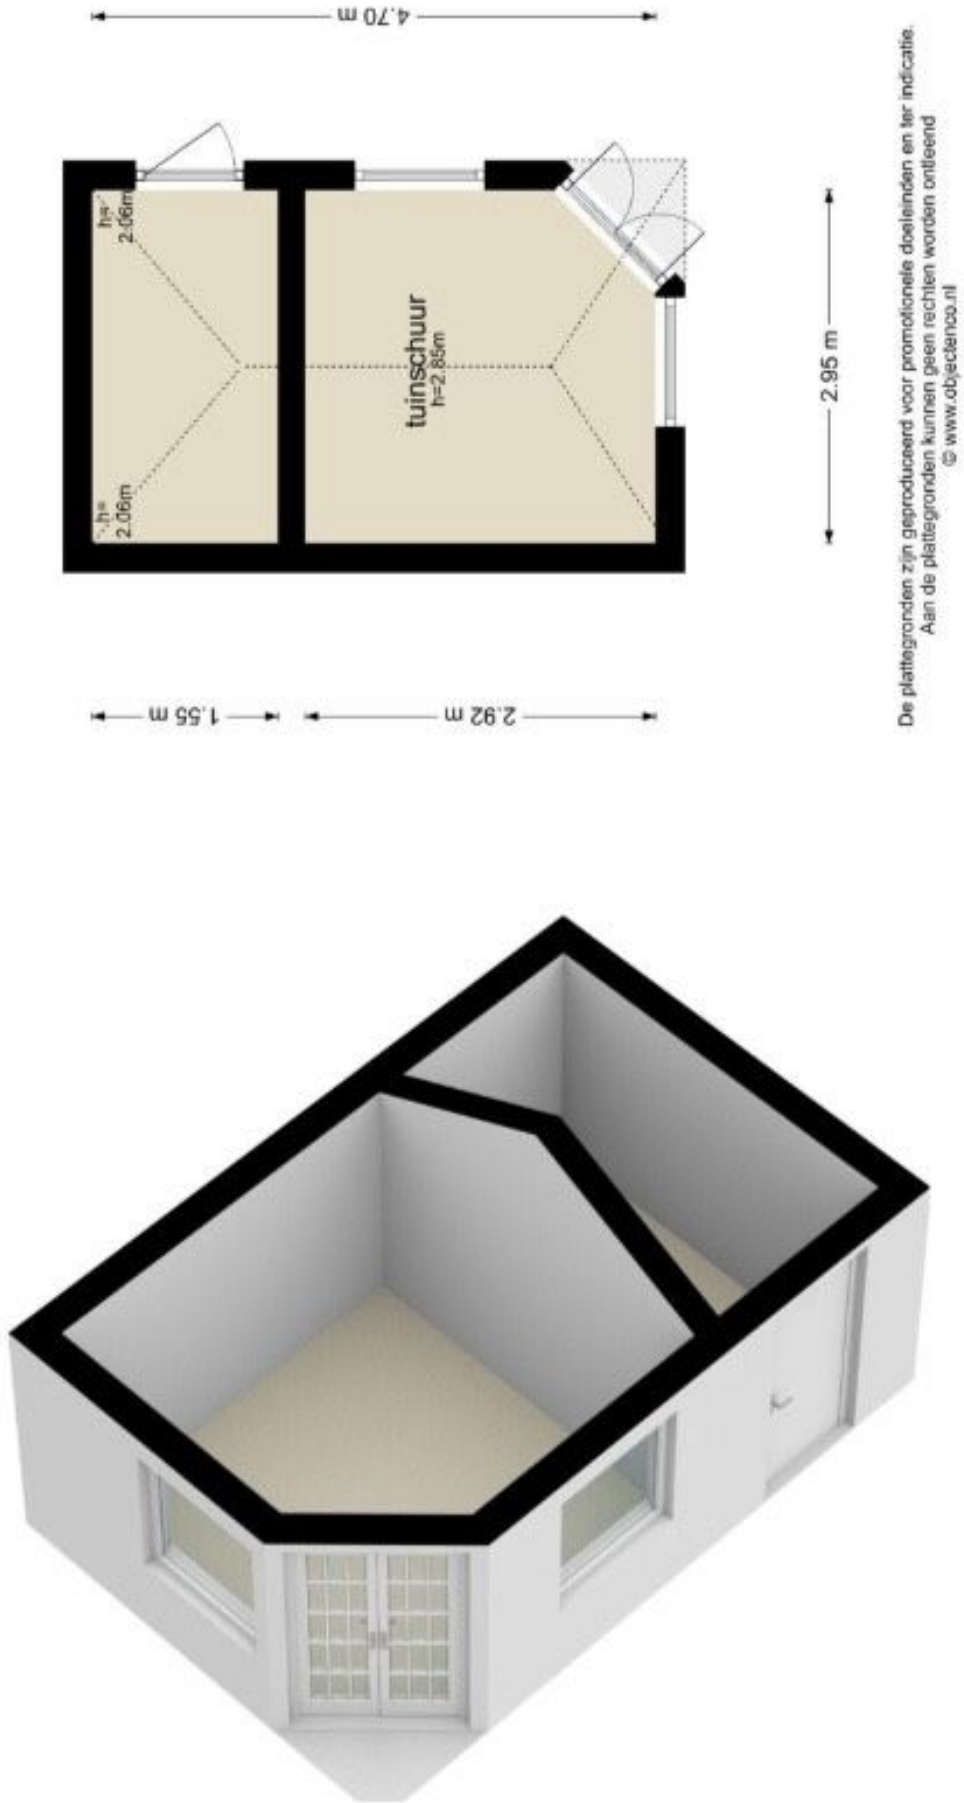 4.70 m
h=
2.06m
tuinschuur
h=2.85m
h=
2.06m
2.95 m
1.55 m
2.92 m
De plattegronden zijn geproduceerd voor promotionele doeleinden en ter indicatie.
Aan de plattegronden kunnen geen rechten worden ontleend
© www.objectenco.nl